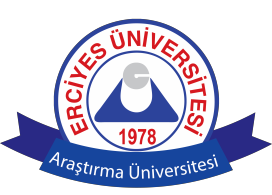 ERCİYES ÜNİVERSİTESİ
1978
Araştırma Üniversitesi